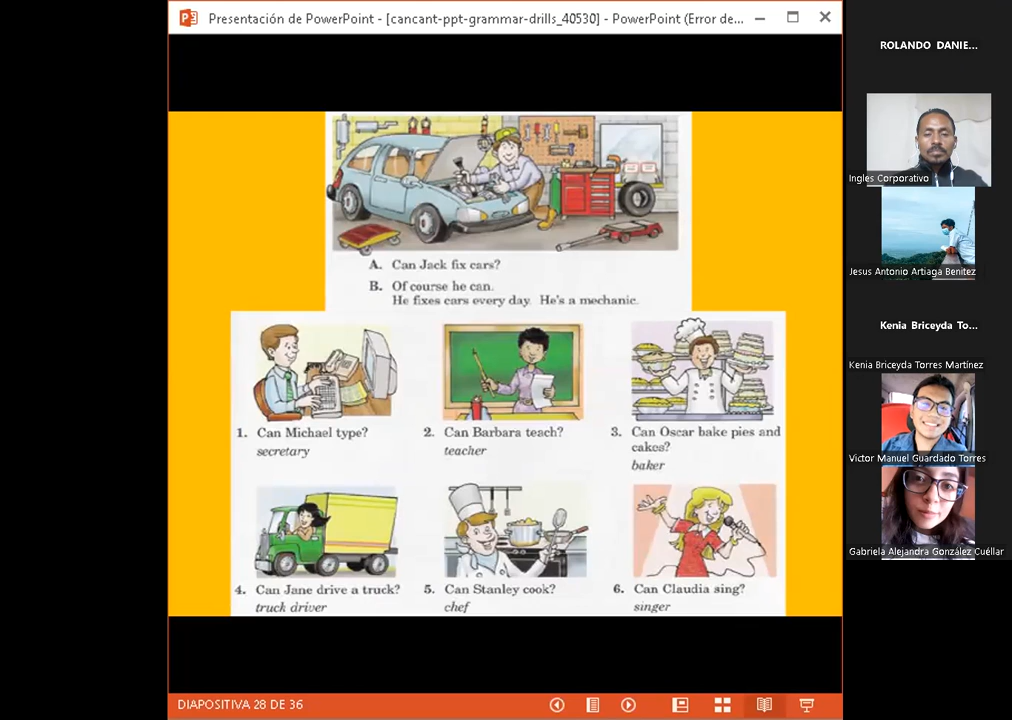 Presentación de PowerPoint - [cancant-ppt-grammar-drills_40530] - PowerPoint (Error de...
A. Can Jack fix cars?
B. Of course he can.
He fixes cars every day. He's a mechanic.
1. Can Michael type?
secretary
2. Can Barbara teach?
teacher
3. Can Oscar bake pies and
cakes?
baker
4. Can Jane drive a truck?
truck driver
5. Can Stanley cook?
chef
6. Can Claudia sing?
singer
DIAPOSITIVA 28 DE 36
ROLANDO DANIE...
Ingles Corporativo
Jesus Antonio Artiaga Benitez
Kenia Briceyda To...
Kenia Briceyda Torres Martínez
Victor Manuel Guardado Torres
Gabriela Alejandra González Cuéllar